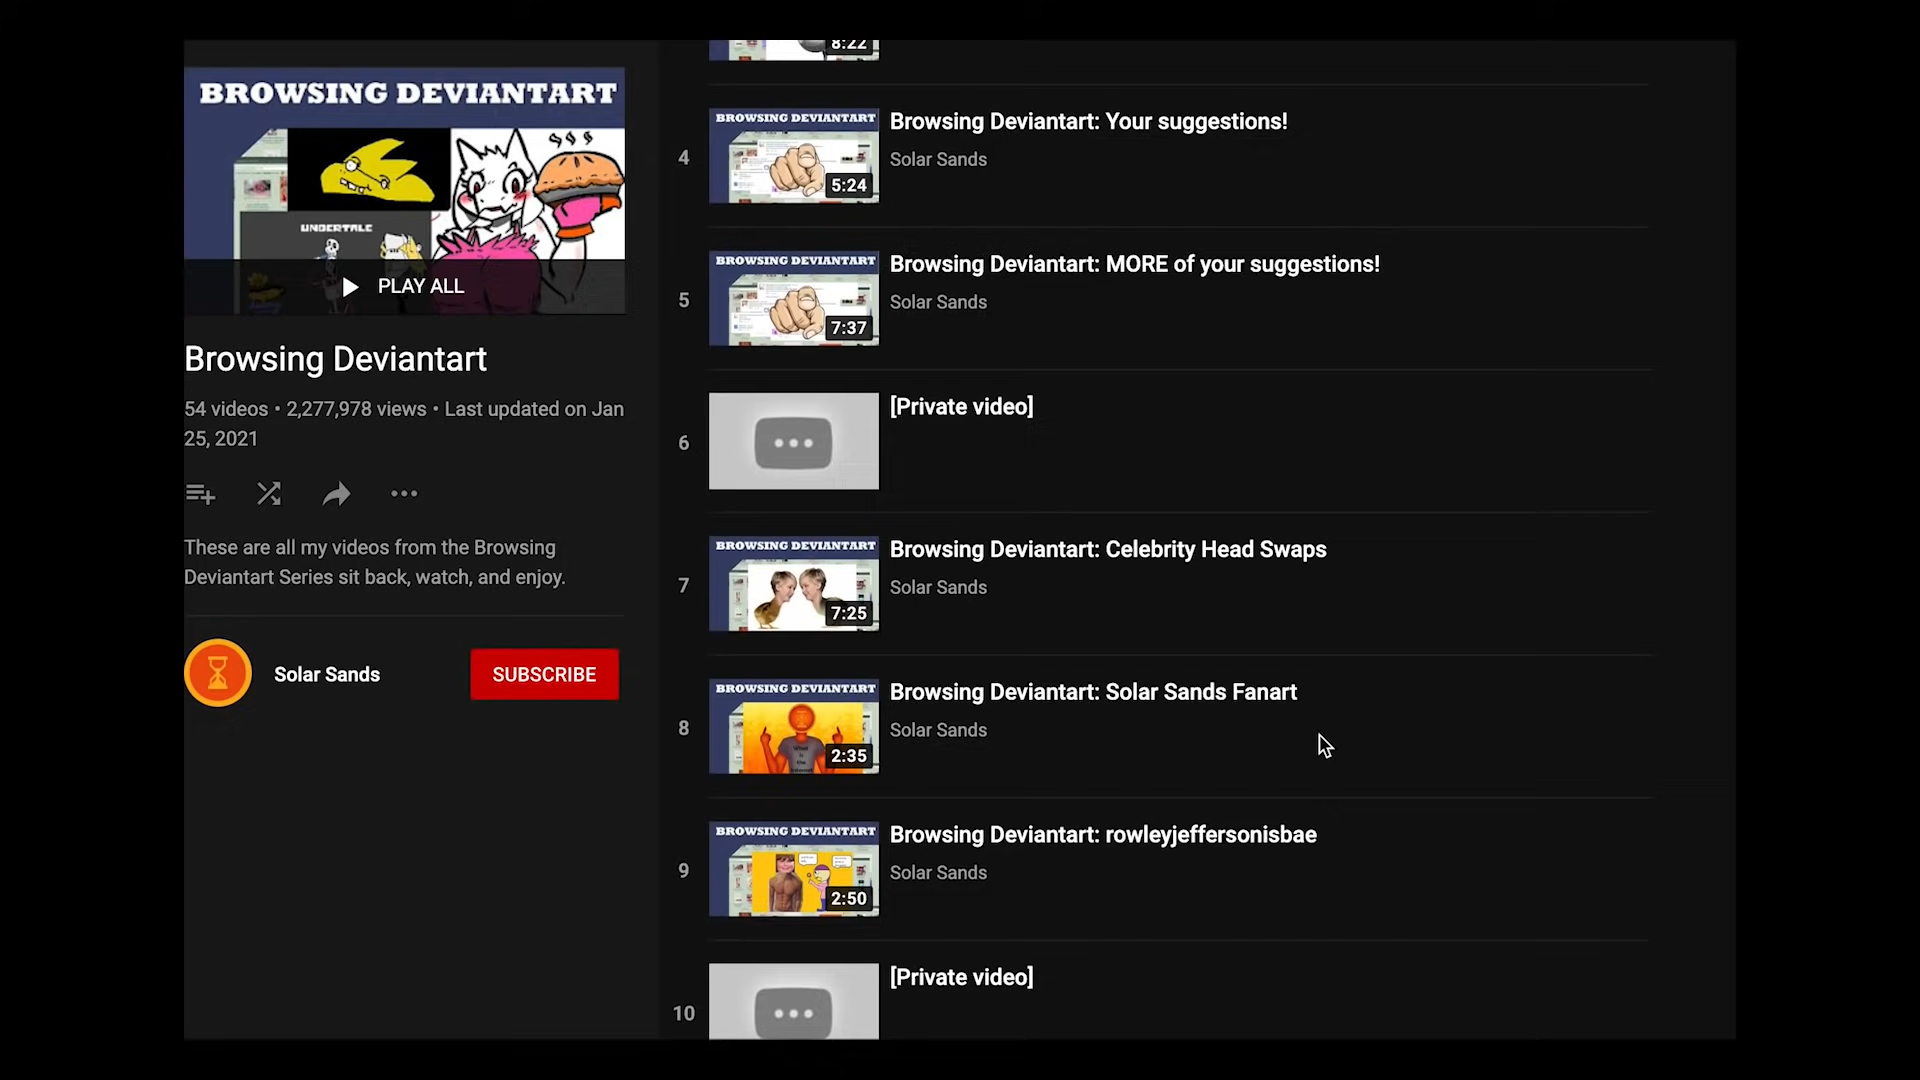 BROWSING DEVIANTART
UNDERTALE
PLAY ALL
Browsing Deviantart
54 videos • 2,277,978 views • Last updated on Jan
25, 2021
These are all my videos from the Browsing
Deviantart Series sit back, watch, and enjoy.
Solar Sands
SUBSCRIBE
8:22
4
BROWSING DEVIANTART
5:24
Browsing Deviantart: Your suggestions!
Solar Sands
5
BROWSING DEVIANTART
7:37
Browsing Deviantart: MORE of your suggestions!
Solar Sands
6
[Private video]
7
BROWSING DEVIANTART
7:25
Browsing Deviantart: Celebrity Head Swaps
Solar Sands
8
BROWSING DEVIANTART
What
is
the
2:35
Browsing Deviantart: Solar Sands Fanart
Solar Sands
9
BROWSING DEVIANTART
2:50
Browsing Deviantart: rowleyjeffersonisbae
Solar Sands
10
[Private video]